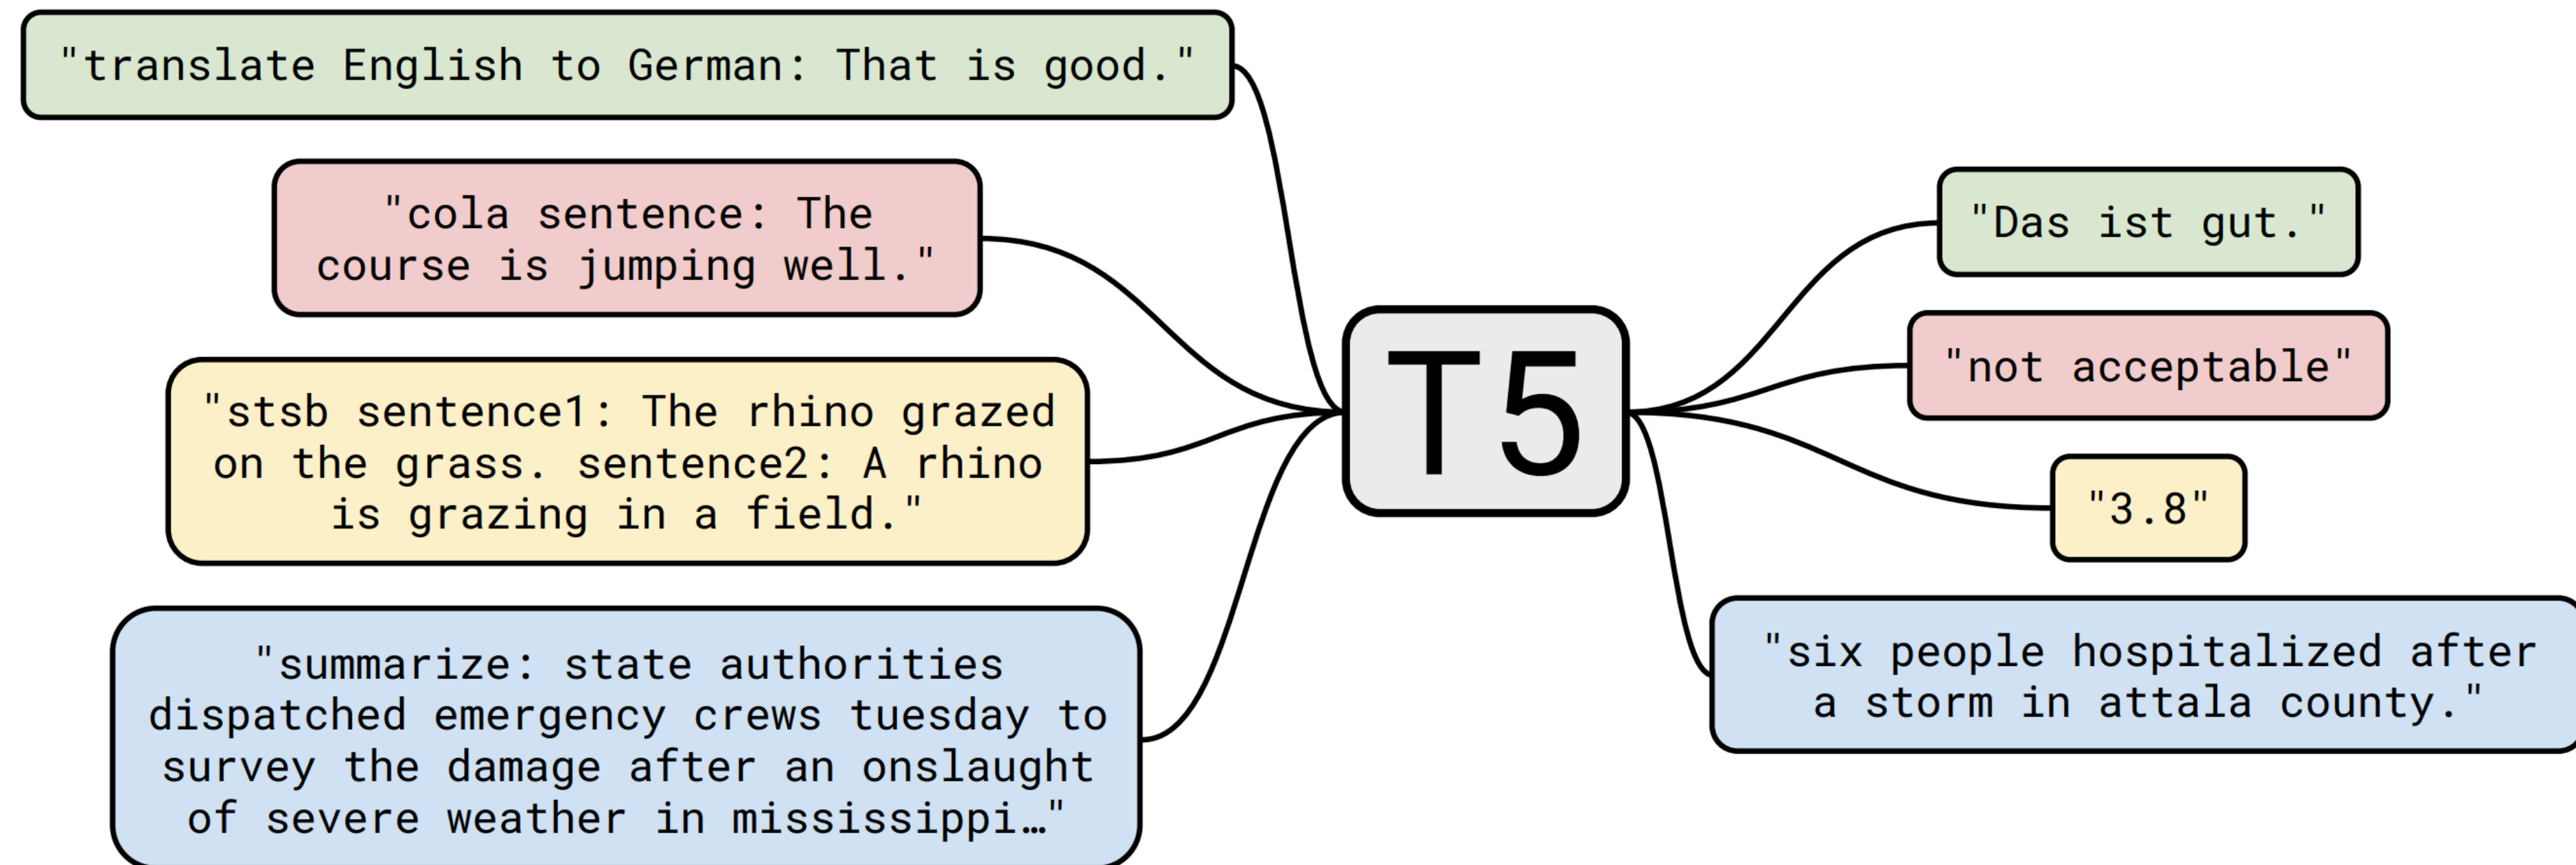 "translate English to German: That is good."
"cola sentence: The
course is jumping well."
"stsb sentence1: The rhino grazed
on the grass. sentence2: A rhino
is grazing in a field."
"summarize: state authorities
dispatched emergency crews tuesday to
survey the damage after an onslaught
of severe weather in mississippi…"
T5
"Das ist gut."
"not acceptable"
"3.8"
"six people hospitalized after
a storm in attala county."